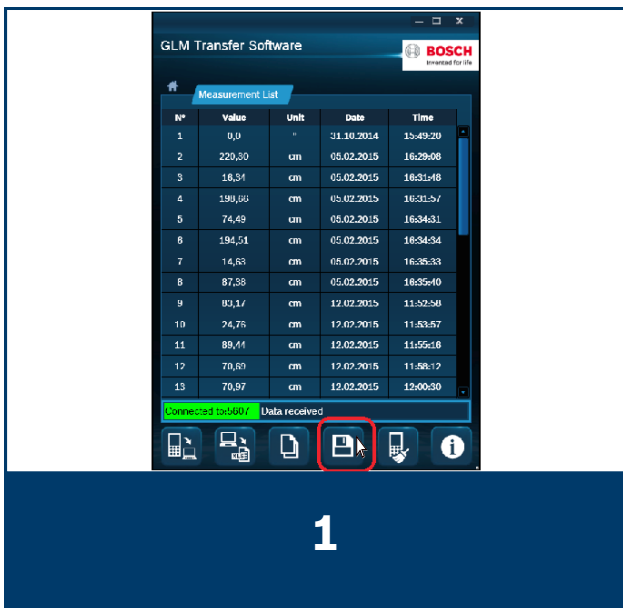 GLM Transfer Software
BOSCH
Invented for life
Measurement List
N° Value Unit Date Time
1 0,0 ° 31.10.2014 15:49:20
2 220,30 cm 05.02.2015 16:29:08
3 16,34 cm 05.02.2015 16:31:48
4 198,66 cm 05.02.2015 16:31:57
5 74,49 cm 05.02.2015 16:34:31
6 194,51 cm 05.02.2015 16:34:34
7 14,63 cm 05.02.2015 16:35:33
8 87,38 cm 05.02.2015 16:35:40
9 83,17 cm 12.02.2015 11:52:58
10 24,76 cm 12.02.2015 11:53:57
11 89,44 cm 12.02.2015 11:55:16
12 70,69 cm 12.02.2015 11:58:12
13 70,97 cm 12.02.2015 12:00:30
Connected to:5607 Data received
1